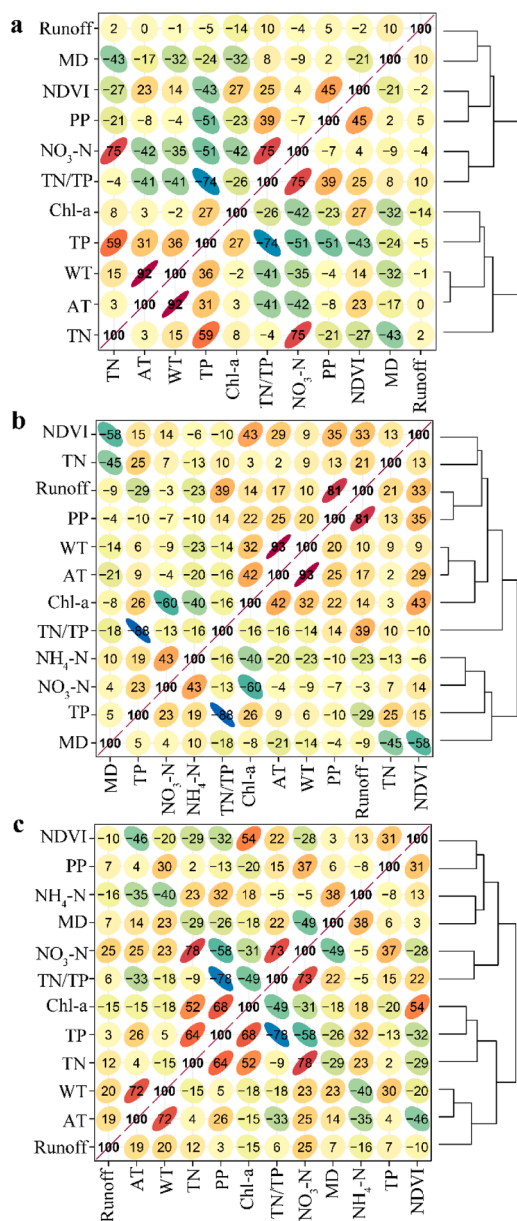 a
Runoff 2 0 −1 −5 −14 10 −4 5 −2 10 100
MD −43 −17 −32 −24 −32 8 −9 2 −21 100 10
NDVI −27 23 14 −43 27 25 4 45 100 −21 −2
PP −21 −8 −4 −51 −23 39 −7 100 45 2 5
NO₃-N 75 −42 −35 −51 −42 75 100 −7 4 −9 −4
TN/TP −4 −41 −41 −74 −26 100 75 39 25 8 10
Chl-a 8 3 −2 27 100 −26 −42 −23 27 −32 −14
TP 59 31 36 100 27 −74 −51 −51 −43 −24 −5
WT 15 92 100 36 −2 −41 −35 −4 14 −32 −1
AT 3 100 92 31 3 −41 −42 −8 23 −17 0
TN 100 3 15 59 8 −4 75 −21 −27 −43 2
TN AT WT TP Chl-a TN/TP NO₃-N PP NDVI MD Runoff
b
NDVI −58 15 14 −6 −10 43 29 9 35 33 13 100
TN −45 25 7 −13 10 3 2 9 13 21 100 13
Runoff −9 −29 −3 −23 39 14 17 10 81 100 21 33
PP −4 −10 −7 −10 14 22 25 20 100 81 13 35
WT −14 6 −9 −23 −14 32 93 100 20 10 9 9
AT −21 9 −4 −20 −16 42 100 93 25 17 2 29
Chl-a −8 26 −60 −40 −16 100 42 32 22 14 3 43
TN/TP −18 −88 −13 −16 100 −16 −16 −14 14 39 10 −10
NH₄-N 10 19 43 100 −16 −40 −20 −23 −10 −23 −13 −6
NO₃-N 4 23 100 43 −13 −60 −4 −9 −7 −3 7 14
TP 5 100 23 19 −88 26 9 6 −10 −29 25 15
MD 100 5 4 10 −18 −8 −21 −14 −4 −9 −45 −58
MD TP NO₃-N NH₄-N TN/TP Chl-a AT WT PP Runoff TN NDVI
c
NDVI −10 −46 −20 −29 −32 54 22 −28 3 13 31 100
PP 7 4 30 2 −13 −20 15 37 6 −8 100 31
NH₄-N −16 −35 −40 23 32 18 −5 −5 38 100 −8 13
MD 7 14 23 −29 −26 −18 22 −49 100 38 6 3
NO₃-N 25 25 23 78 −58 −31 73 100 −49 −5 37 −28
TN/TP 6 −33 −18 −9 −78 −49 100 73 22 −5 15 22
Chl-a −15 −15 −18 52 68 100 −49 −31 −18 18 −20 54
TP 3 26 5 64 100 68 −78 −58 −26 32 −13 −32
TN 12 4 −15 100 64 52 −9 78 −29 23 2 −29
WT 20 72 100 −15 5 −18 −18 23 23 −40 30 −20
AT 19 100 72 4 26 −15 −33 25 14 −35 4 −46
Runoff 100 19 20 12 3 −15 6 25 7 −16 7 −10
Runoff AT WT TN PP Chl-a TN/TP NO₃-N MD NH₄-N TP NDVI